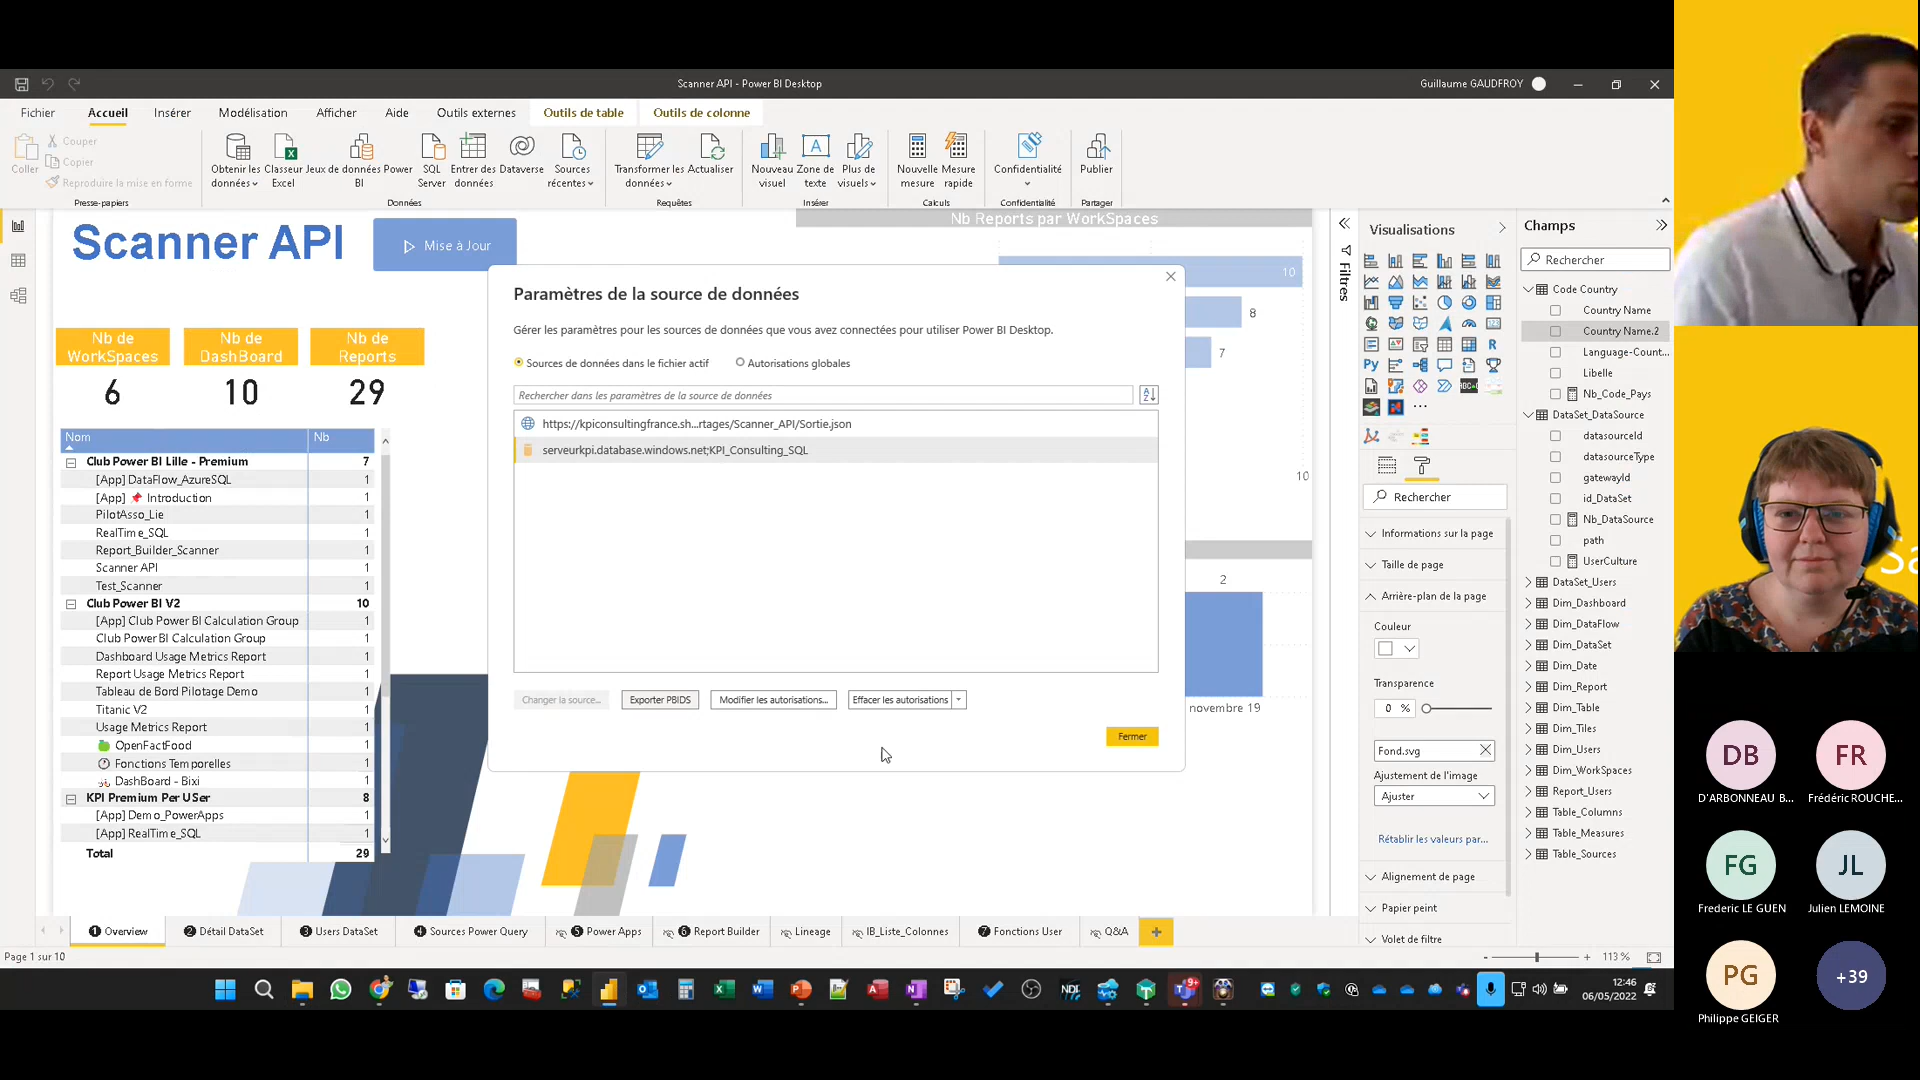 Scanner API - Power BI Desktop
Guillaume GAUDFROY
Fichier
Accueil
Insérer
Modélisation
Afficher
Aide
Outils externes
Outils de table
Outils de colonne
Coller
Couper
Copier
Reproduire la mise en forme
Presse-papiers
Obtenir les données
Classeur Excel
Jeux de données Power BI
SQL Server
Entrer des données
Dataverse
Sources récentes
Données
Transformer les données
Actualiser
Requêtes
Nouveau visuel
Zone de texte
Plus de visuels
Insérer
Nouvelle mesure
Mesure rapide
Calculs
Confidentialité
Confidentialité
Publier
Partager
Scanner API
Mise à Jour
Nb Reports par WorkSpaces
10
8
7
10
2
novembre 19
Nb de WorkSpaces
6
Nb de DashBoard
10
Nb de Reports
29
Nom Nb
Club Power BI Lille - Premium 7
[App] DataFlow_AzureSQL 1
[App] 📌 Introduction 1
PilotAsso_Lie 1
RealTime_SQL 1
Report_Builder_Scanner 1
Scanner API 1
Test_Scanner 1
Club Power BI V2 10
[App] Club Power BI Calculation Group 1
Club Power BI Calculation Group 1
Dashboard Usage Metrics Report 1
Report Usage Metrics Report 1
Tableau de Bord Pilotage Demo 1
Titanic V2 1
Usage Metrics Report 1
OpenFactFood 1
Fonctions Temporelles 1
DashBoard - Bixi 1
KPI Premium Per USer 8
[App] Demo_PowerApps 1
[App] RealTime_SQL 1
Total 29
Paramètres de la source de données
Gérer les paramètres pour les sources de données que vous avez connectées pour utiliser Power BI Desktop.
Sources de données dans le fichier actif
Autorisations globales
Rechercher dans les paramètres de la source de données
https://kpiconsultingfrance.sh...rtages/Scanner_API/Sortie.json
serveurkpi.database.windows.net;KPI_Consulting_SQL
Changer la source...
Exporter PBIDS
Modifier les autorisations...
Effacer les autorisations
Fermer
Filtres
Visualisations
Rechercher
Informations sur la page
Taille de page
Arrière-plan de la page
Couleur
Transparence
0 %
Fond.svg
Ajustement de l'image
Ajuster
Rétablir les valeurs par...
Alignement de page
Papier peint
Volet de filtre
Champs
Rechercher
Code Country
Country Name
Country Name.2
Language-Count...
Libelle
Nb_Code_Pays
DataSet_DataSource
datasourceId
datasourceType
gatewayId
id_DataSet
Nb_DataSource
path
UserCulture
DataSet_Users
Dim_Dashboard
Dim_DataFlow
Dim_DataSet
Dim_Date
Dim_Report
Dim_Table
Dim_Tiles
Dim_Users
Dim_WorkSpaces
Report_Users
Table_Columns
Table_Measures
Table_Sources
❶ Overview
❷ Détail DataSet
❸ Users DataSet
❹ Sources Power Query
❺ Power Apps
❻ Report Builder
Lineage
IB_Liste_Colonnes
❼ Fonctions User
Q&A
Page 1 sur 10
113 %
12:46
06/05/2022
DB
D'ARBONNEAU B...
FR
Frédéric ROUCHE...
FG
Frederic LE GUEN
JL
Julien LEMOINE
PG
Philippe GEIGER
+39